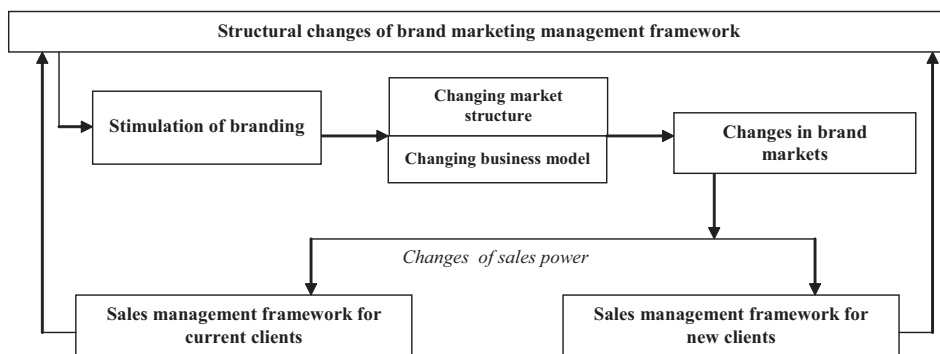 Structural changes of brand marketing management framework
Stimulation of branding
Changing market
structure
Changing business model
Changes in brand
markets
Changes of sales power
Sales management framework for
current clients
Sales management framework for
new clients